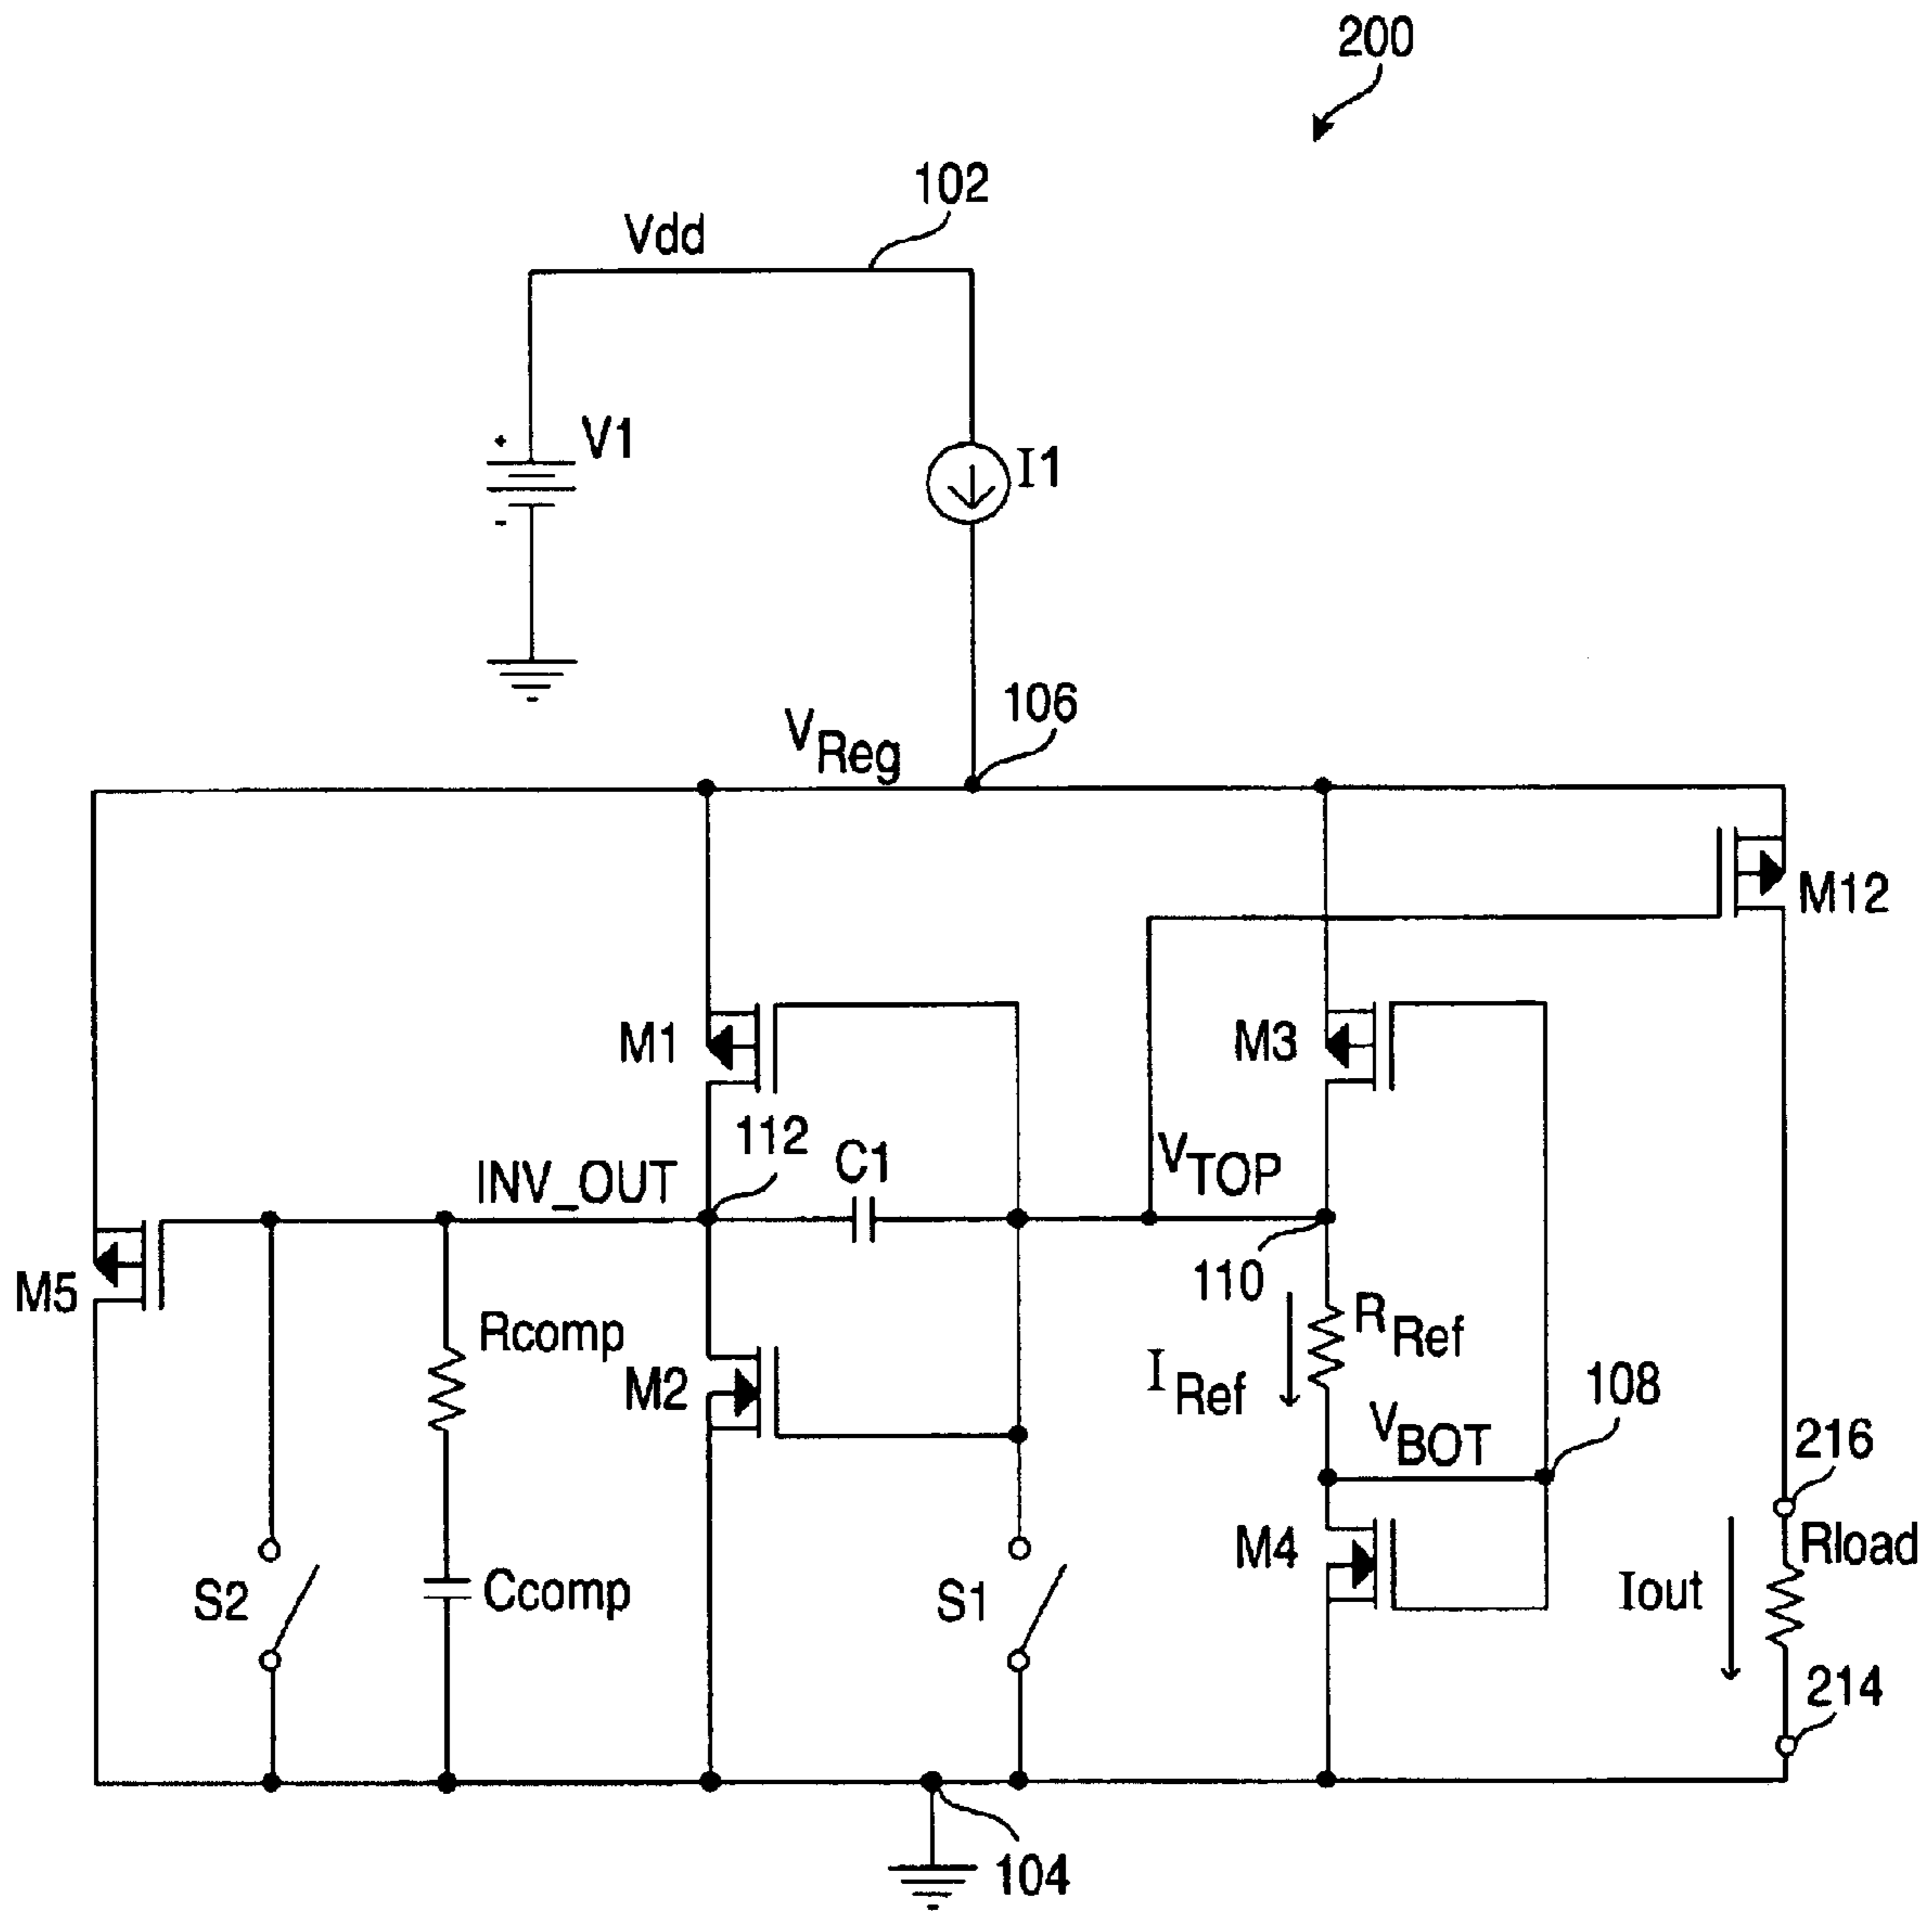 200
102
Vdd
+
V1
-
I1
106
VReg
M12
M1
M3
112
C1
INV_OUT
VTOP
M5
110
Rcomp
RRef
IRef
M2
108
VBOT
216
Rload
M4
S2
Ccomp
S1
Iout
214
104